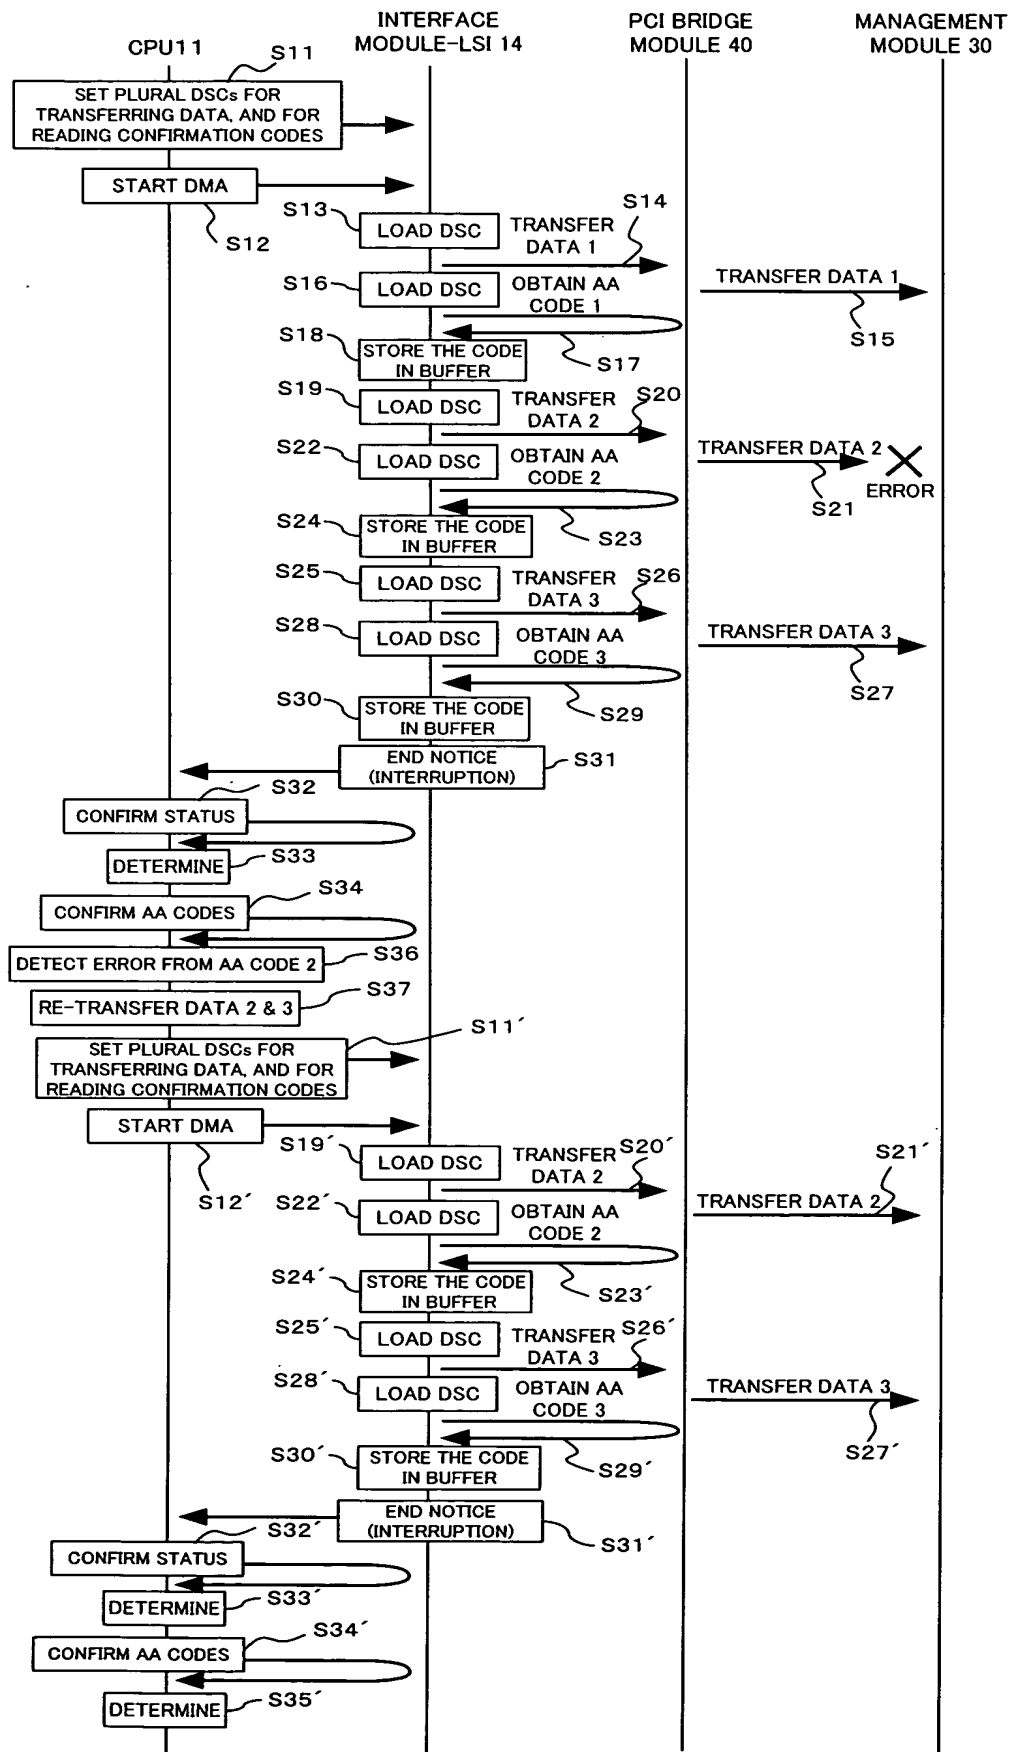 CPU11
INTERFACE
MODULE-LSI 14
PCI BRIDGE
MODULE 40
MANAGEMENT
MODULE 30
S11
SET PLURAL DSCs FOR
TRANSFERRING DATA, AND FOR
READING CONFIRMATION CODES
START DMA
S12
S13
LOAD DSC
TRANSFER
DATA 1
S14
S16
LOAD DSC
OBTAIN AA
CODE 1
TRANSFER DATA 1
S15
S17
S18
STORE THE CODE
IN BUFFER
S19
LOAD DSC
TRANSFER
DATA 2
S20
S22
LOAD DSC
OBTAIN AA
CODE 2
TRANSFER DATA 2
ERROR
S21
S23
S24
STORE THE CODE
IN BUFFER
S25
LOAD DSC
TRANSFER
DATA 3
S26
S28
LOAD DSC
OBTAIN AA
CODE 3
TRANSFER DATA 3
S27
S29
S30
STORE THE CODE
IN BUFFER
END NOTICE
(INTERRUPTION)
S31
S32
CONFIRM STATUS
DETERMINE
S33
S34
CONFIRM AA CODES
S36
DETECT ERROR FROM AA CODE 2
S37
RE-TRANSFER DATA 2 & 3
S11´
SET PLURAL DSCs FOR
TRANSFERRING DATA, AND FOR
READING CONFIRMATION CODES
START DMA
S12´
S19´
LOAD DSC
TRANSFER
DATA 2
S20´
S21´
TRANSFER DATA 2
S22´
LOAD DSC
OBTAIN AA
CODE 2
S23´
S24´
STORE THE CODE
IN BUFFER
S25´
LOAD DSC
TRANSFER
DATA 3
S26´
S28´
LOAD DSC
OBTAIN AA
CODE 3
TRANSFER DATA 3
S27´
S29´
S30´
STORE THE CODE
IN BUFFER
END NOTICE
(INTERRUPTION)
S31´
S32´
CONFIRM STATUS
DETERMINE
S33´
S34´
CONFIRM AA CODES
DETERMINE
S35´